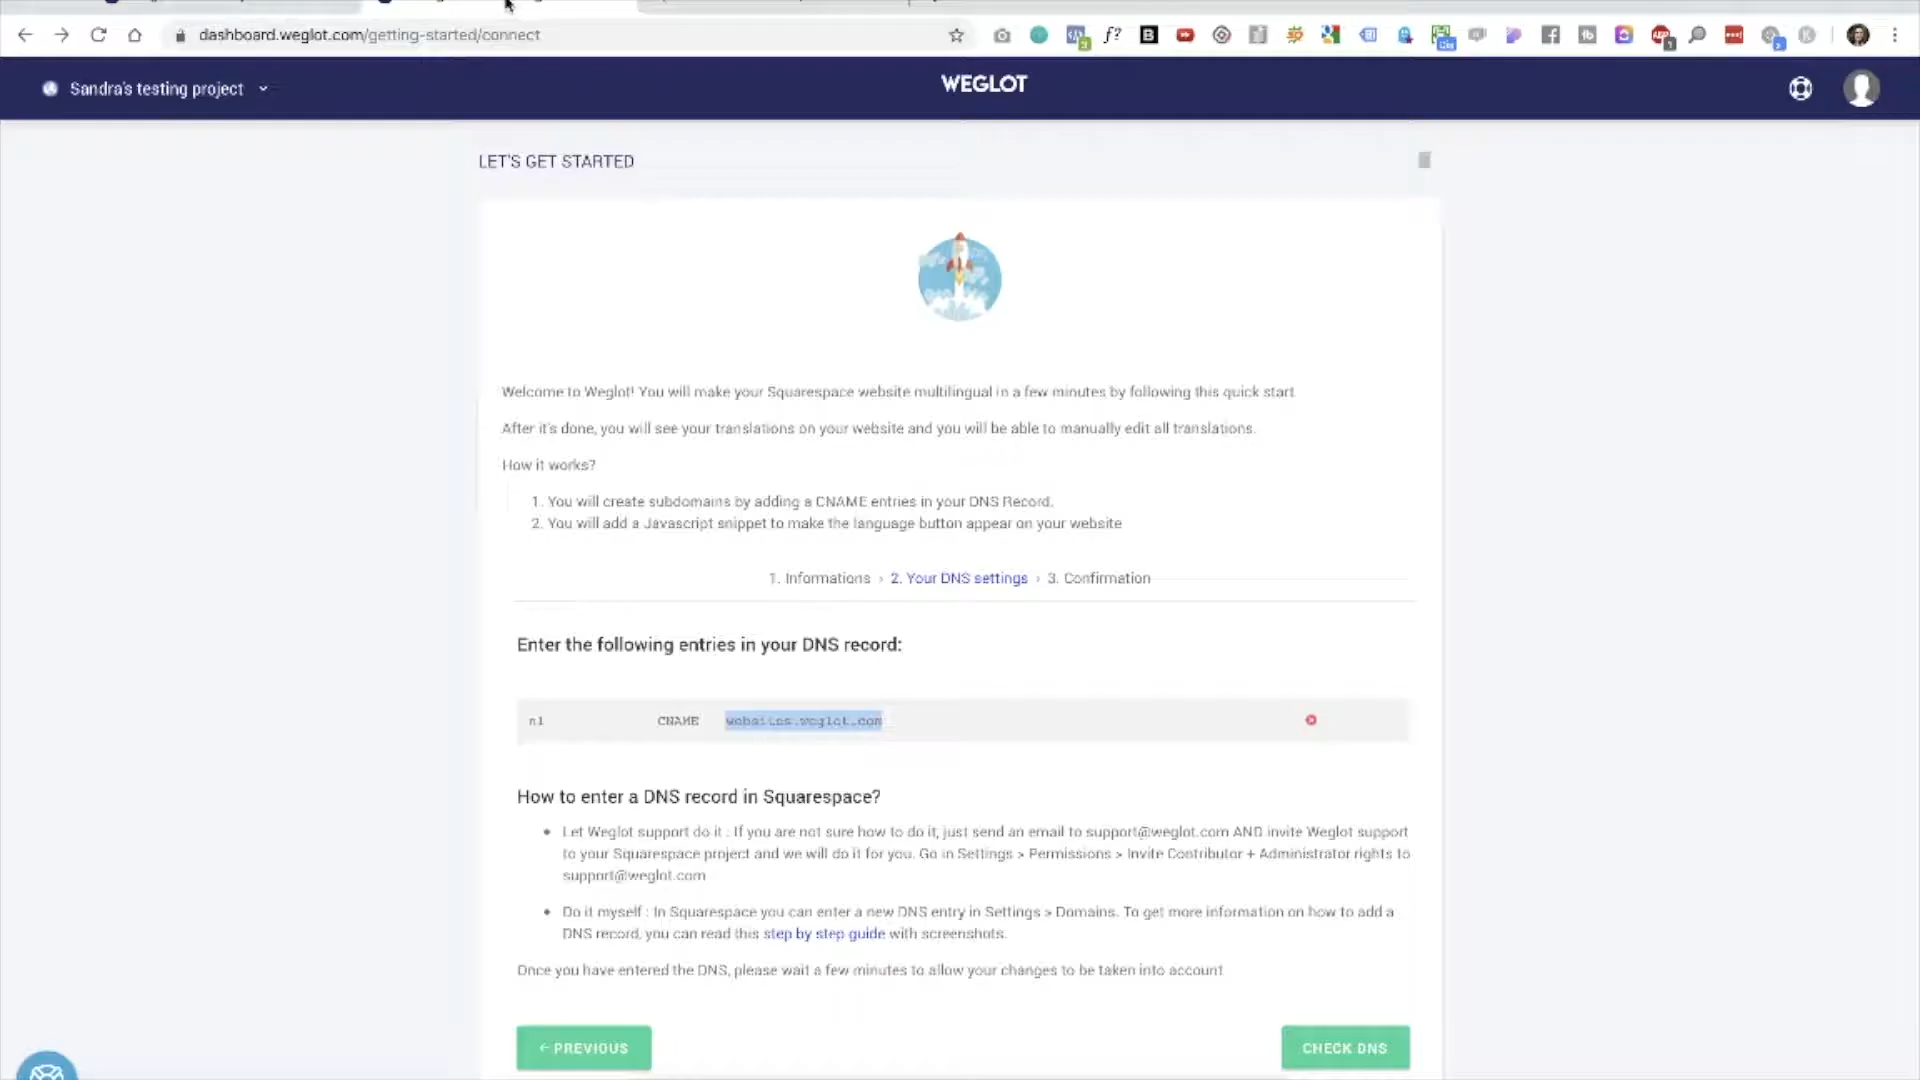 dashboard.weglot.com/getting-started/connect
Sandra's testing project
WEGLOT
LET'S GET STARTED
Welcome to Weglot! You will make your Squarespace website multilingual in a few minutes by following this quick start
After it's done, you will see your translations on your website and you will be able to manually edit all translations.
How it works?
1. You will create subdomains by adding a CNAME entries in your DNS Record.
2. You will add a Javascript snippet to make the language button appear on your website
1. Informations › 2. Your DNS settings › 3. Confirmation
Enter the following entries in your DNS record:
nl CNAME websites.weglot.com
How to enter a DNS record in Squarespace?
• Let Weglot support do it : If you are not sure how to do it, just send an email to support@weglot.com AND invite Weglot support
to your Squarespace project and we will do it for you. Go in Settings > Permissions > Invite Contributor + Administrator rights to
support@weglot.com
• Do it myself : In Squarespace you can enter a new DNS entry in Settings > Domains. To get more information on how to add a
DNS record, you can read this step by step guide with screenshots.
Once you have entered the DNS, please wait a few minutes to allow your changes to be taken into account
← PREVIOUS
CHECK DNS